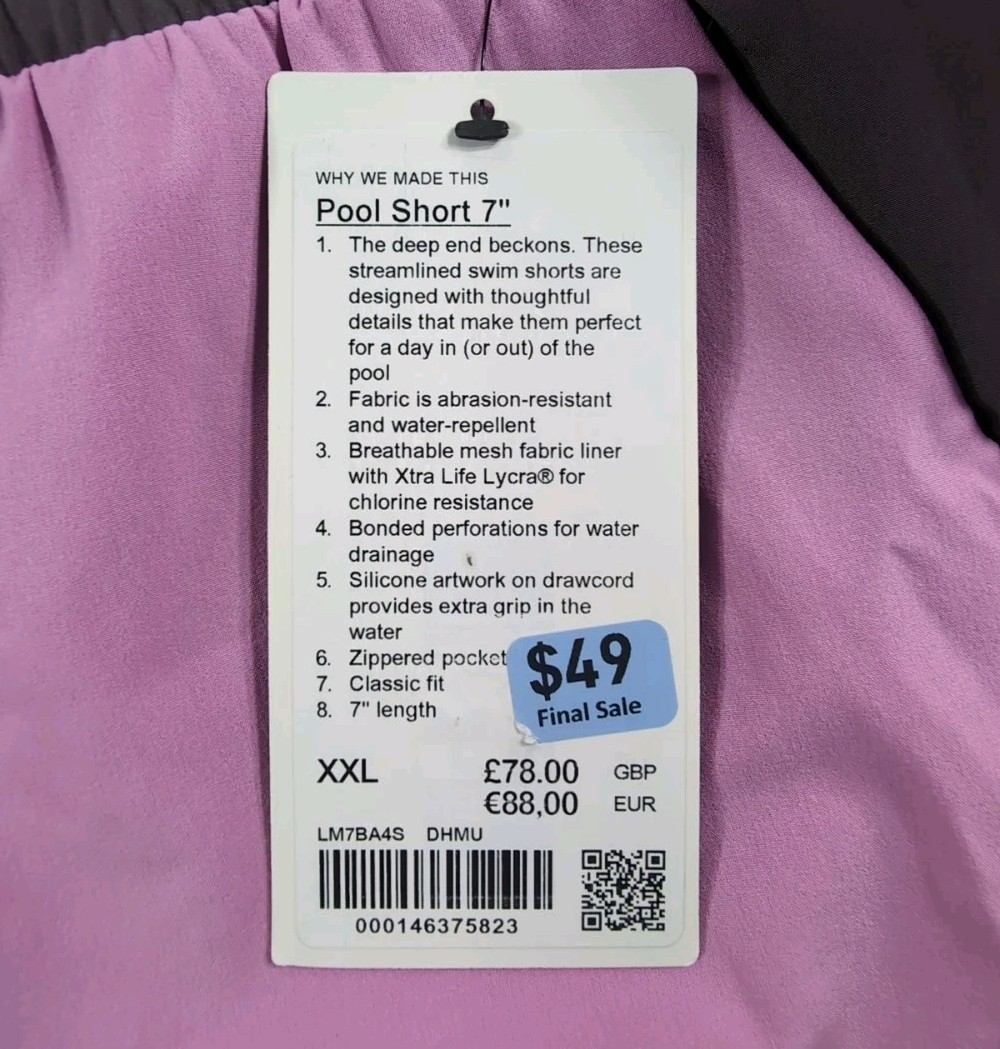 WHY WE MADE THIS
Pool Short 7"
1. The deep end beckons. These
streamlined swim shorts are
designed with thoughtful
details that make them perfect
for a day in (or out) of the
pool
2. Fabric is abrasion-resistant
and water-repellent
3. Breathable mesh fabric liner
with Xtra Life Lycra® for
chlorine resistance
4. Bonded perforations for water
drainage
5. Silicone artwork on drawcord
provides extra grip in the
water
6. Zippered pocket
7. Classic fit
8. 7" length
$49
Final Sale
XXL £78.00 GBP
€88,00 EUR
LM7BA4S DHMU
000146375823